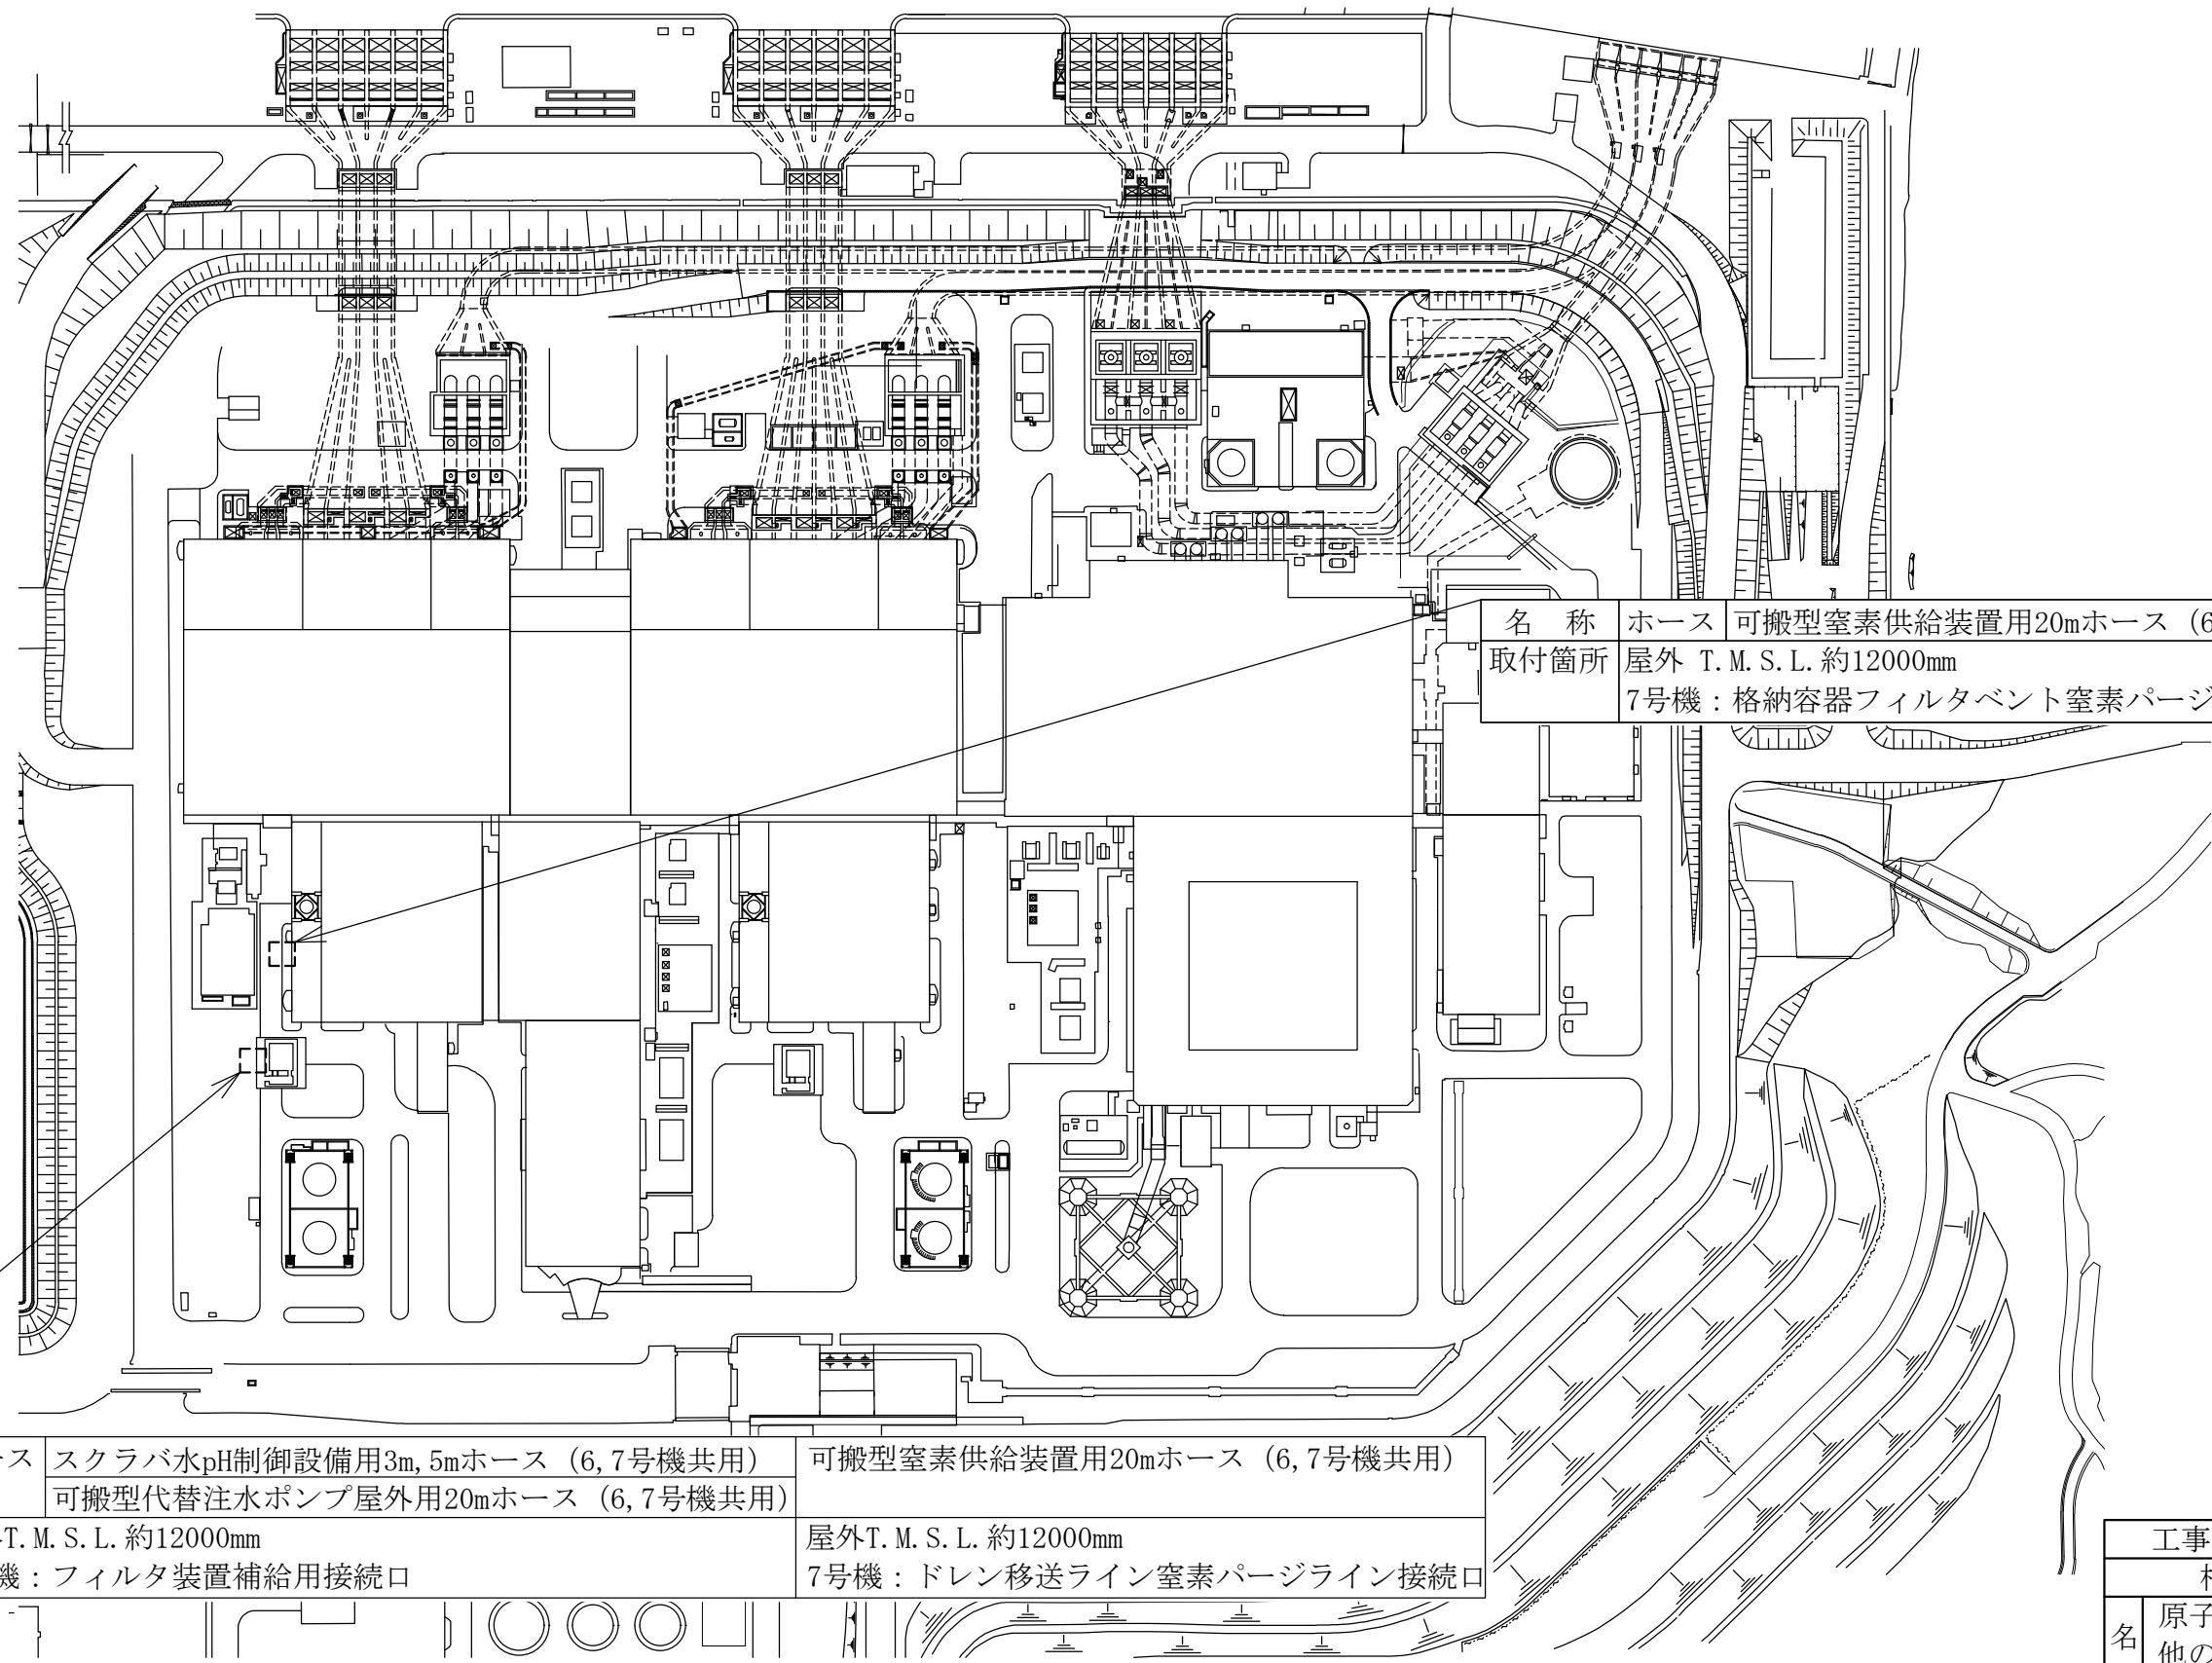 名 称 ホース 可搬型窒素供給装置用20mホース（6
取付箇所 屋外 T.M.S.L.約12000mm
7号機：格納容器フィルタベント窒素パージ
ース スクラバ水pH制御設備用3m,5mホース（6,7号機共用） 可搬型窒素供給装置用20mホース（6,7号機共用）
可搬型代替注水ポンプ屋外用20mホース（6,7号機共用）
T.M.S.L.約12000mm 屋外T.M.S.L.約12000mm
機：フィルタ装置補給用接続口 7号機：ドレン移送ライン窒素パージライン接続口
工事
原子
名
他の